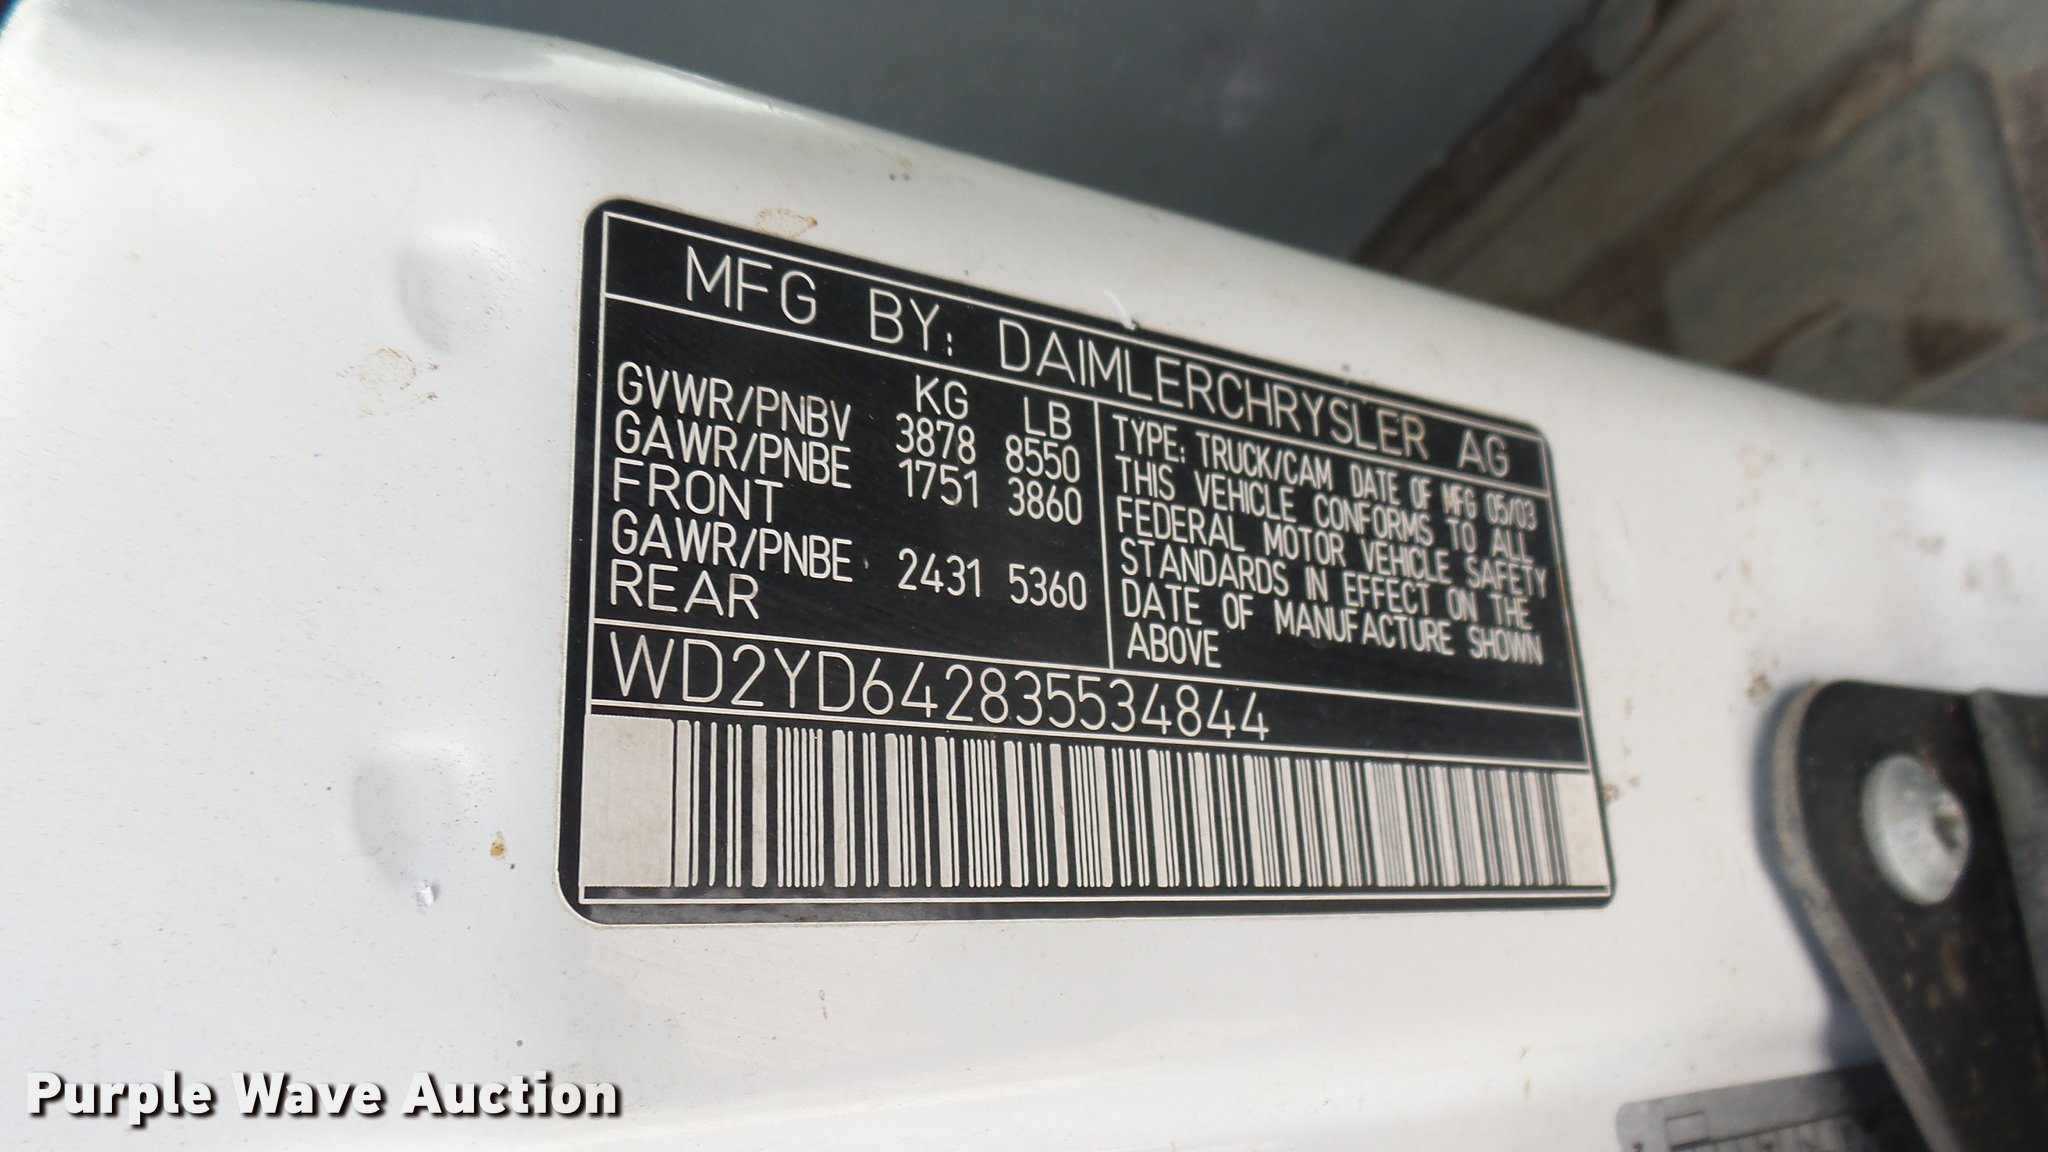 MFG BY: DAIMLERCHRYSLER AG
KG LB
GVWR/PNBV 3878 8550
GAWR/PNBE 1751 3860
FRONT
GAWR/PNBE 2431 5360
REAR
TYPE: TRUCK/CAM DATE OF MFG 05/03
THIS VEHICLE CONFORMS TO ALL
FEDERAL MOTOR VEHICLE SAFETY
STANDARDS IN EFFECT ON THE
DATE OF MANUFACTURE SHOWN
ABOVE
WD2YD642835534844
Purple Wave Auction